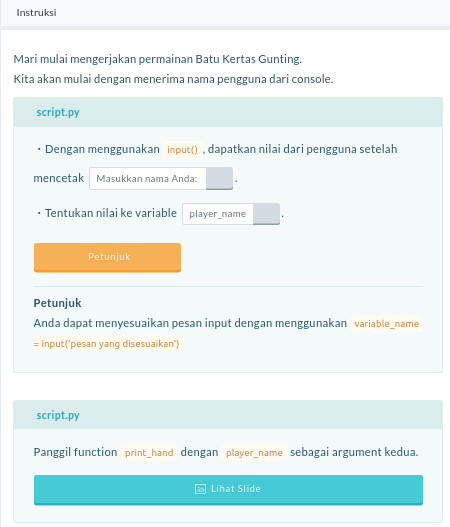 Instruksi
Mari mulai mengerjakan permainan Batu Kertas Gunting.
Kita akan mulai dengan menerima nama pengguna dari console.
script.py
・Dengan menggunakan input() , dapatkan nilai dari pengguna setelah
mencetak Masukkan nama Anda: .
・Tentukan nilai ke variable player_name .
Petunjuk
Petunjuk
Anda dapat menyesuaikan pesan input dengan menggunakan variable_name
= input('pesan yang disesuaikan')
script.py
Panggil function print_hand dengan player_name sebagai argument kedua.
Lihat Slide